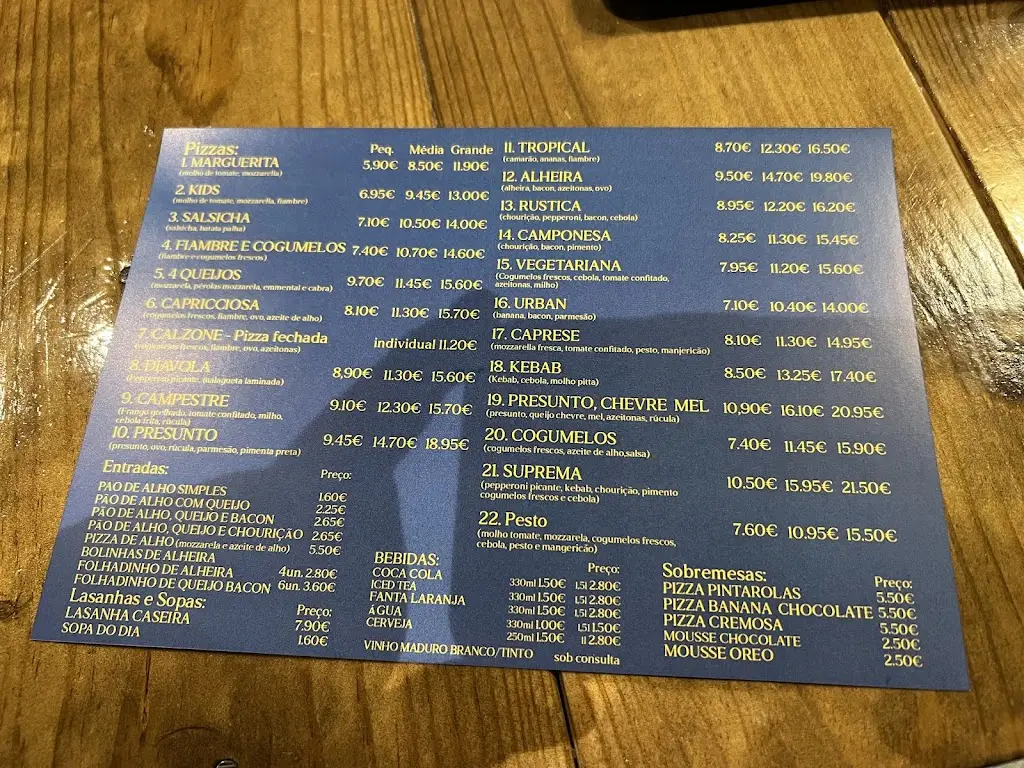 Pizzas: Peq. Média Grande
1. MARGUERITA 5,90€ 8.50€ 11.90€
(molho de tomate, mozzarella)
2. KIDS 6.95€ 9.45€ 13.00€
(molho de tomate, mozzarella, fiambre)
3. SALSICHA 7.10€ 10.50€ 14.00€
(salsicha, batata palha)
4. FIAMBRE E COGUMELOS 7.40€ 10.70€ 14.60€
(fiambre e cogumelos frescos)
5. 4 QUEIJOS 9.70€ 11.45€ 15.60€
(mozzarela, pérolas mozzarela, emmental e cabra)
6. CAPRICCIOSA 8.10€ 11.30€ 15.70€
(cogumelos frescos, fiambre, ovo, azeite de alho)
7. CALZONE - Pizza fechada individual 11.20€
(cogumelos frescos, fiambre, ovo, azeitonas)
8. DIAVOLA 8,90€ 11.30€ 15.60€
(Pepperoni picante, malagueta laminada)
9. CAMPESTRE 9.10€ 12.30€ 15.70€
(Frango grelhado, tomate confitado, milho,
cebola frita, rúcula)
10. PRESUNTO 9.45€ 14.70€ 18.95€
(presunto, ovo, rúcula, parmesão, pimenta preta)
Entradas: Preço:
PAO DE ALHO SIMPLES 1.60€
PÃO DE ALHO COM QUEIJO 2.25€
PÃO DE ALHO, QUEIJO E BACON 2.65€
PÃO DE ALHO, QUEIJO E CHOURIÇÃO 2.65€
PIZZA DE ALHO (mozzarela e azeite de alho) 5.50€
BOLINHAS DE ALHEIRA
FOLHADINHO DE ALHEIRA 4un. 2.80€
FOLHADINHO DE QUEIJO BACON 6un. 3.60€
Lasanhas e Sopas: Preço:
LASANHA CASEIRA 7.90€
SOPA DO DIA 1.60€
11. TROPICAL 8.70€ 12.30€ 16.50€
(camarão, ananas, fiambre)
12. ALHEIRA 9.50€ 14.70€ 19.80€
(alheira, bacon, azeitonas, ovo)
13. RUSTICA 8.95€ 12.20€ 16.20€
(chourição, pepperoni, bacon, cebola)
14. CAMPONESA 8.25€ 11.30€ 15.45€
(chourição, bacon, pimento)
15. VEGETARIANA 7.95€ 11.20€ 15.60€
(Cogumelos frescos, cebola, tomate confitado,
azeitonas, milho)
16. URBAN 7.10€ 10.40€ 14.00€
(banana, bacon, parmesão)
17. CAPRESE 8.10€ 11.30€ 14.95€
(mozzarella fresca, tomate confitado, pesto, manjericão)
18. KEBAB 8.50€ 13.25€ 17.40€
(Kebab, cebola, molho pitta)
19. PRESUNTO, CHEVRE MEL 10,90€ 16.10€ 20.95€
(presunto, queijo chevre, mel, azeitonas, rúcula)
20. COGUMELOS 7.40€ 11.45€ 15.90€
(cogumelos frescos, azeite de alho,salsa)
21. SUPREMA 10.50€ 15.95€ 21.50€
(pepperoni picante, kebab, chourição, pimento
cogumelos frescos e cebola)
22. Pesto 7.60€ 10.95€ 15.50€
(molho tomate, mozzarela, cogumelos frescos,
cebola, pesto e mangericão)
BEBIDAS: Preço:
COCA COLA 330ml 1.50€ 1.5l 2.80€
ICED TEA 330ml 1.50€ 1.5l 2.80€
FANTA LARANJA 330ml 1.50€ 1.5l 2.80€
ÁGUA 330ml 1.00€ 1.5l 1.50€
CERVEJA 250ml 1.50€ 1l 2.80€
VINHO MADURO BRANCO/TINTO sob consulta
Sobremesas: Preço:
PIZZA PINTAROLAS 5.50€
PIZZA BANANA CHOCOLATE 5.50€
PIZZA CREMOSA 5.50€
MOUSSE CHOCOLATE 2.50€
MOUSSE OREO 2.50€